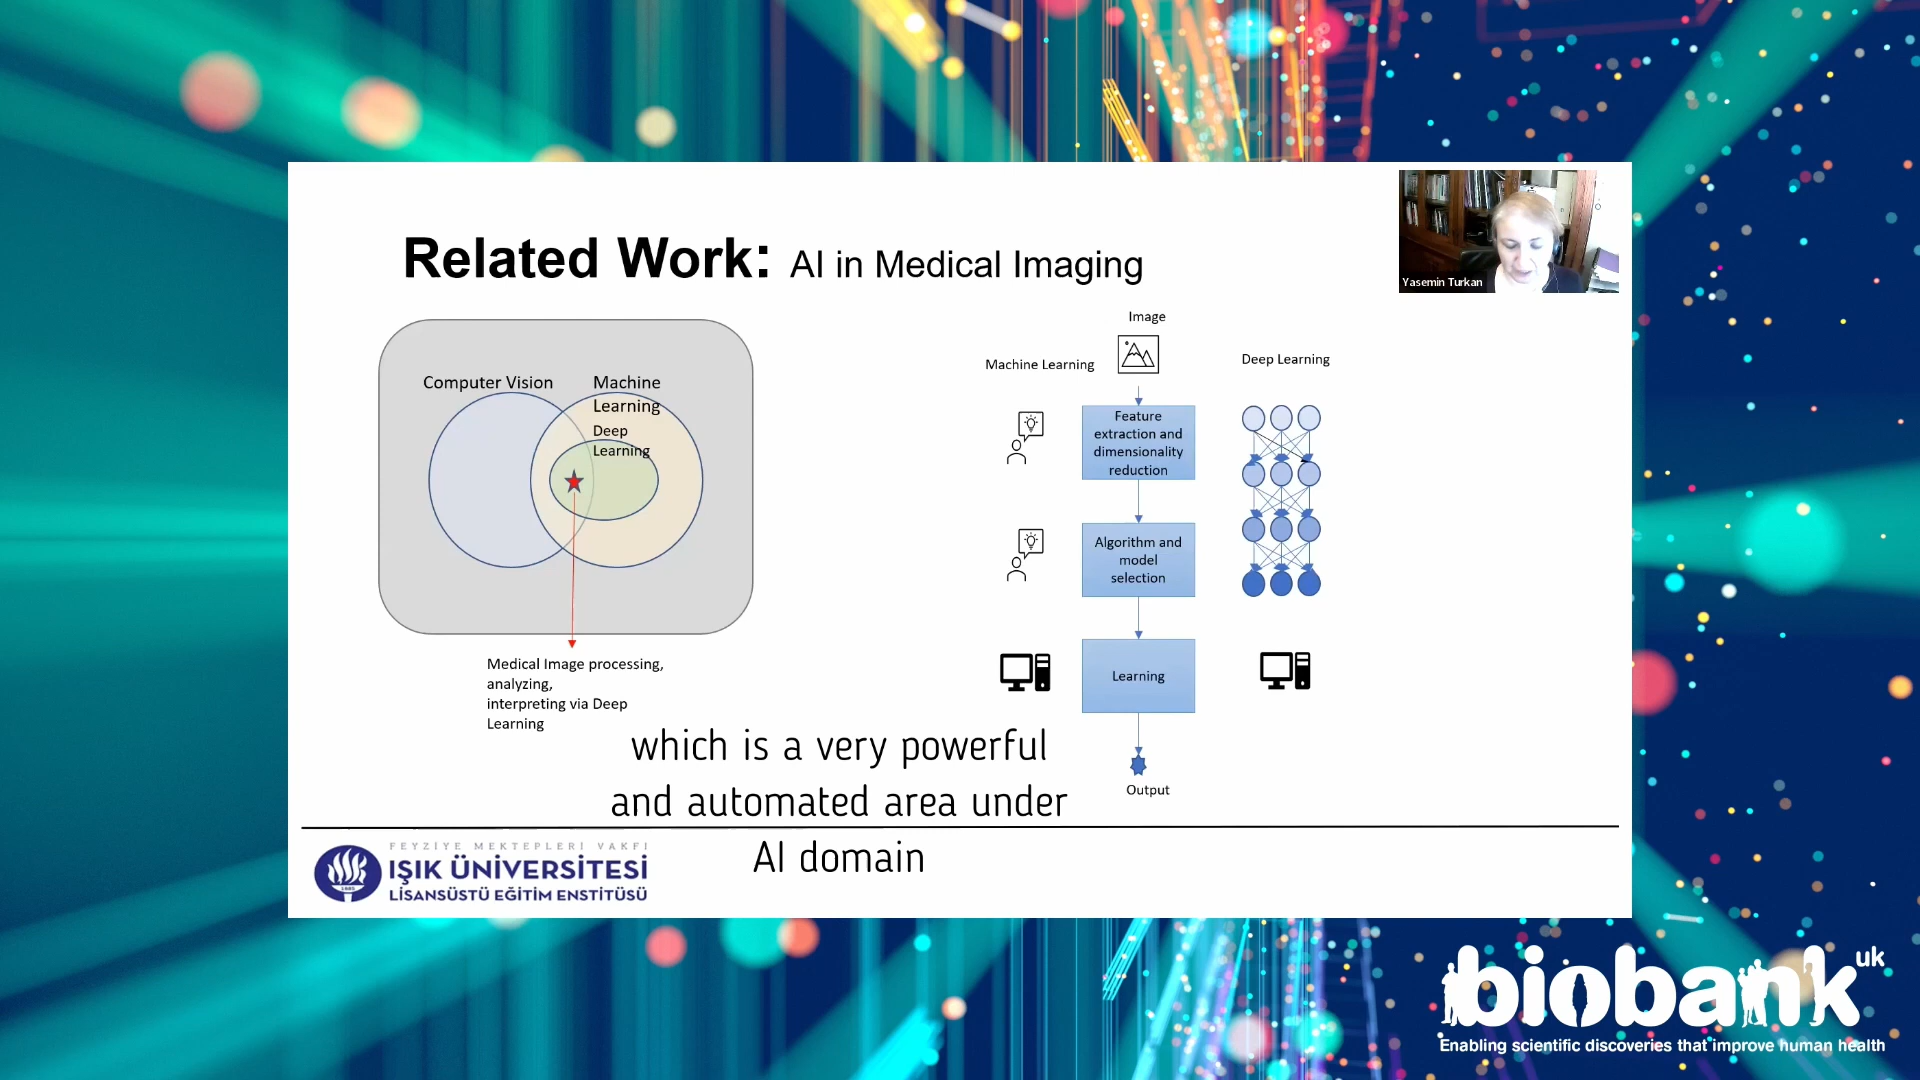 Related Work: AI in Medical Imaging
Yasemin Turkan
Computer Vision
Machine
Learning
Deep
Learning
Medical Image processing,
analyzing,
interpreting via Deep
Learning
Image
Machine Learning
Deep Learning
Feature
extraction and
dimensionality
reduction
Algorithm and
model
selection
Learning
Output
which is a very powerful
and automated area under
AI domain
FEYZİYE MEKTEPLERİ VAKFI
IŞIK ÜNİVERSİTESİ
LİSANSÜSTÜ EĞİTİM ENSTİTÜSÜ
biobank uk
Enabling scientific discoveries that improve human health